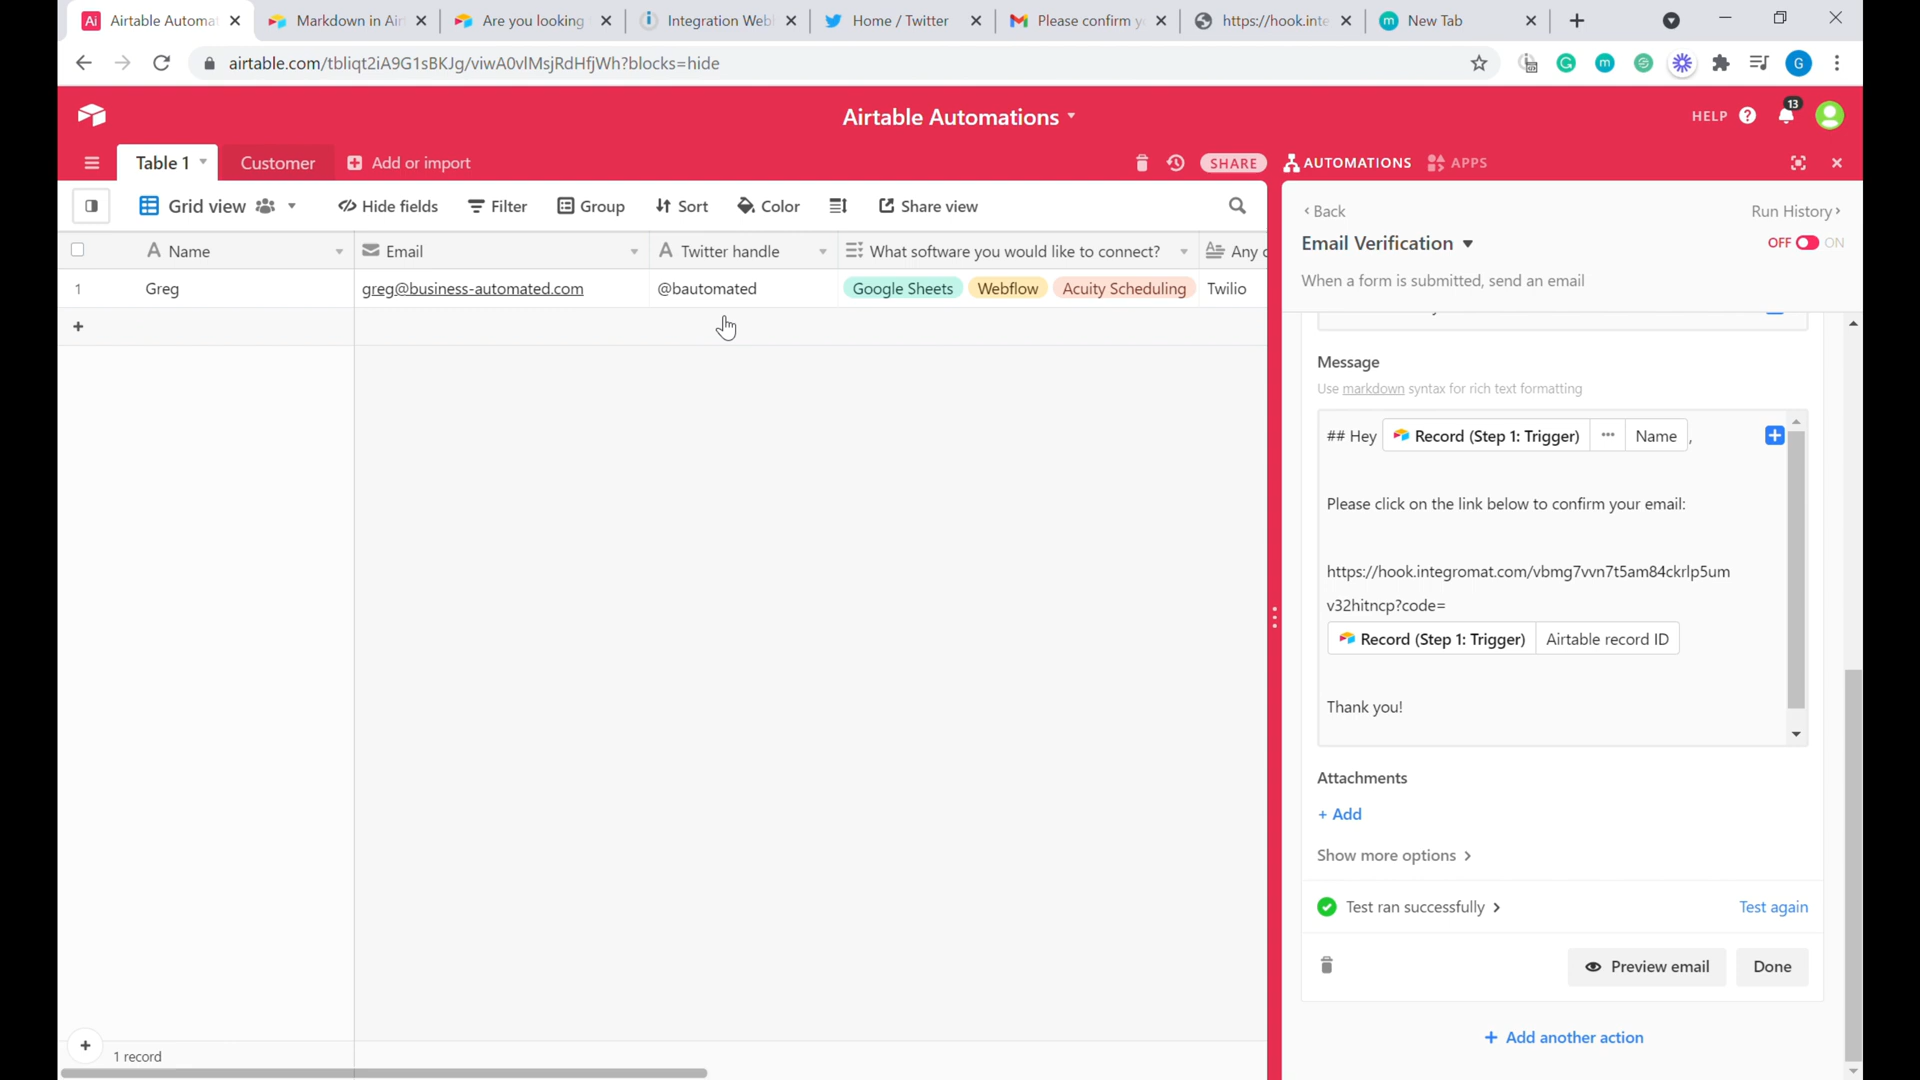 Airtable Automat
Markdown in Air
Are you looking
Integration Web
Home / Twitter
Please confirm y
https://hook.inte
New Tab
airtable.com/tbliqt2iA9G1sBKJg/viwA0vlMsjRdHfjWh?blocks=hide
G
Airtable Automations
HELP
13
Table 1
Customer
Add or import
SHARE
AUTOMATIONS
APPS
Grid view
Hide fields
Filter
Group
Sort
Color
Share view
Name
Email
Twitter handle
What software you would like to connect?
Any
1
Greg
greg@business-automated.com
@bautomated
Google Sheets
Webflow
Acuity Scheduling
Twilio
1 record
Back
Run History
Email Verification
OFF
ON
When a form is submitted, send an email
Message
Use markdown syntax for rich text formatting
## Hey Record (Step 1: Trigger) ... Name ,
Please click on the link below to confirm your email:
https://hook.integromat.com/vbmg7vvn7t5am84ckrlp5um
v32hitncp?code=
Record (Step 1: Trigger) Airtable record ID
Thank you!
Attachments
+ Add
Show more options
Test ran successfully
Test again
Preview email
Done
+ Add another action